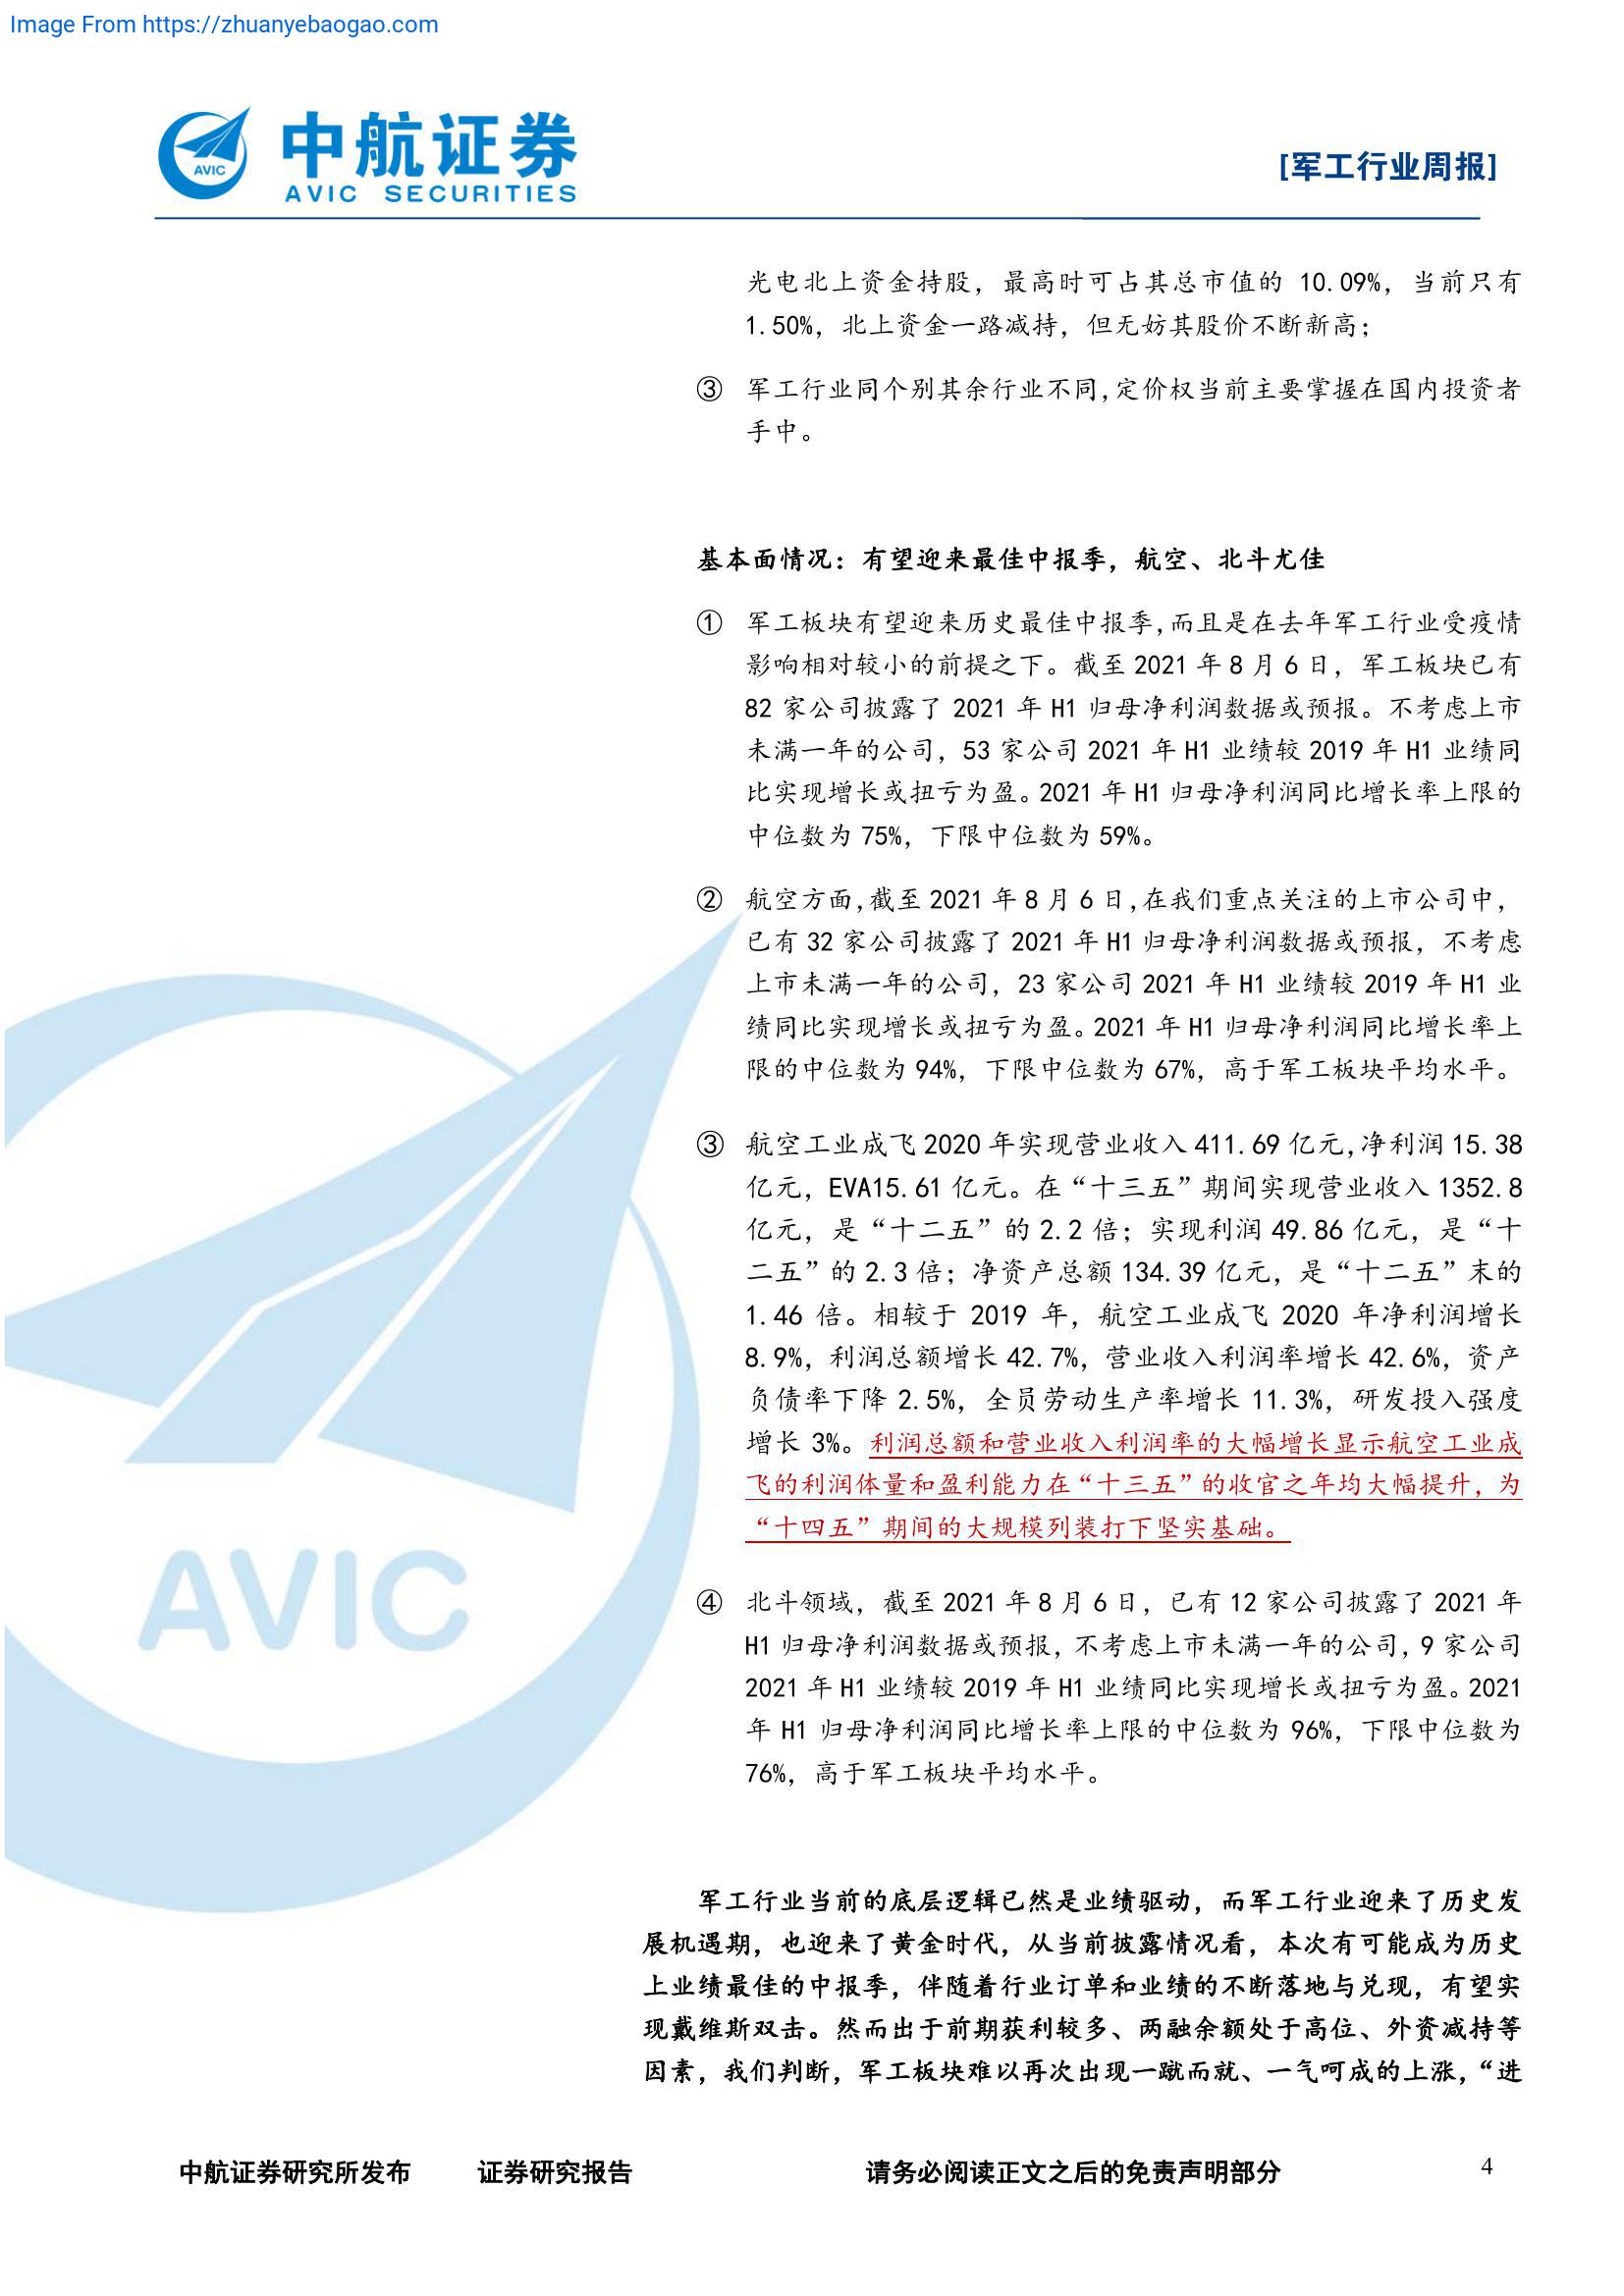 Image From https://zhuanyebaogao.com
AVIC
中航证券
AVIC SECURITIES
[军工行业周报]
光电北上资金持股，最高时可占其总市值的 10.09%，当前只有
1.50%，北上资金一路减持，但无妨其股价不断新高；
③ 军工行业同个别其余行业不同，定价权当前主要掌握在国内投资者
手中。
基本面情况：有望迎来最佳中报季，航空、北斗尤佳
① 军工板块有望迎来历史最佳中报季，而且是在去年军工行业受疫情
影响相对较小的前提之下。截至 2021 年 8 月 6 日，军工板块已有
82 家公司披露了 2021 年 H1 归母净利润数据或预报。不考虑上市
未满一年的公司，53 家公司 2021 年 H1 业绩较 2019 年 H1 业绩同
比实现增长或扭亏为盈。2021 年 H1 归母净利润同比增长率上限的
中位数为 75%，下限中位数为 59%。
② 航空方面，截至 2021 年 8 月 6 日，在我们重点关注的上市公司中，
已有 32 家公司披露了 2021 年 H1 归母净利润数据或预报，不考虑
上市未满一年的公司，23 家公司 2021 年 H1 业绩较 2019 年 H1 业
绩同比实现增长或扭亏为盈。2021 年 H1 归母净利润同比增长率上
限的中位数为 94%，下限中位数为 67%，高于军工板块平均水平。
③ 航空工业成飞 2020 年实现营业收入 411.69 亿元，净利润 15.38
亿元，EVA15.61 亿元。在“十三五”期间实现营业收入 1352.8
亿元，是“十二五”的 2.2 倍；实现利润 49.86 亿元，是“十
二五”的 2.3 倍；净资产总额 134.39 亿元，是“十二五”末的
1.46 倍。相较于 2019 年，航空工业成飞 2020 年净利润增长
8.9%，利润总额增长 42.7%，营业收入利润率增长 42.6%，资产
负债率下降 2.5%，全员劳动生产率增长 11.3%，研发投入强度
增长 3%。利润总额和营业收入利润率的大幅增长显示航空工业成
飞的利润体量和盈利能力在“十三五”的收官之年均大幅提升，为
“十四五”期间的大规模列装打下坚实基础。
④ 北斗领域，截至 2021 年 8 月 6 日，已有 12 家公司披露了 2021 年
H1 归母净利润数据或预报，不考虑上市未满一年的公司，9 家公司
2021 年 H1 业绩较 2019 年 H1 业绩同比实现增长或扭亏为盈。2021
年 H1 归母净利润同比增长率上限的中位数为 96%，下限中位数为
76%，高于军工板块平均水平。
AVIC
军工行业当前的底层逻辑已然是业绩驱动，而军工行业迎来了历史发
展机遇期，也迎来了黄金时代，从当前披露情况看，本次有可能成为历史
上业绩最佳的中报季，伴随着行业订单和业绩的不断落地与兑现，有望实
现戴维斯双击。然而出于前期获利较多、两融余额处于高位、外资减持等
因素，我们判断，军工板块难以再次出现一蹴而就、一气呵成的上涨，“进
中航证券研究所发布 证券研究报告 请务必阅读正文之后的免责声明部分 4